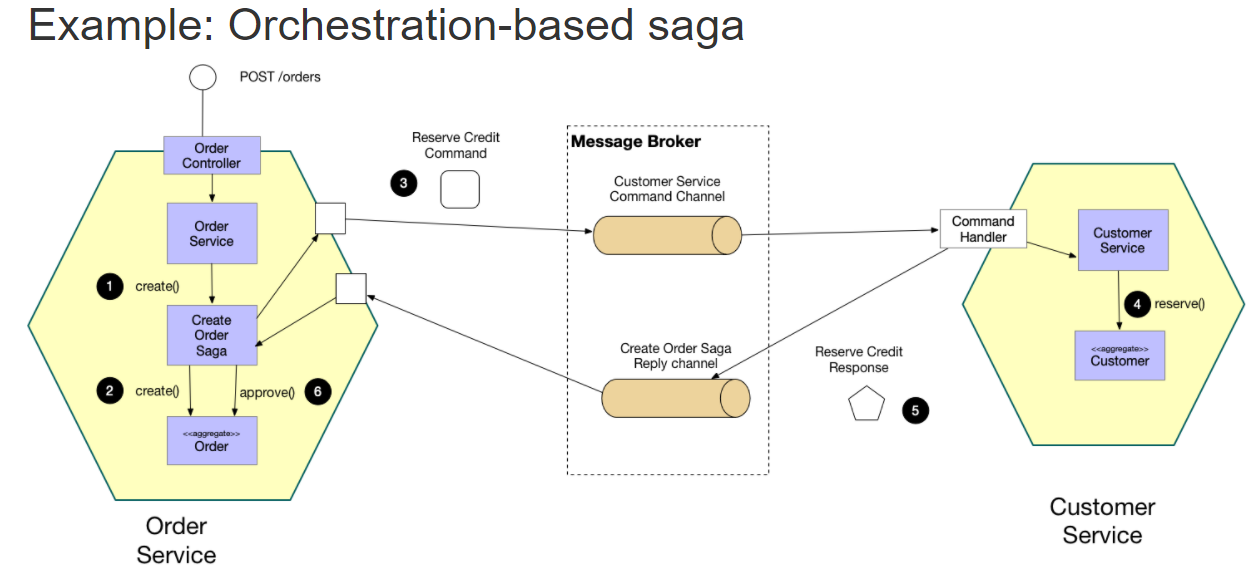 Example: Orchestration-based saga
POST /orders
Order
Controller
Order
Service
1
create()
Create
Order
Saga
2
create()
approve()
6
<<aggregate>>
Order
Order
Service
Reserve Credit
Command
3
Message Broker
Customer Service
Command Channel
Create Order Saga
Reply channel
Reserve Credit
Response
5
Command
Handler
Customer
Service
4
reserve()
<<aggregate>>
Customer
Customer
Service